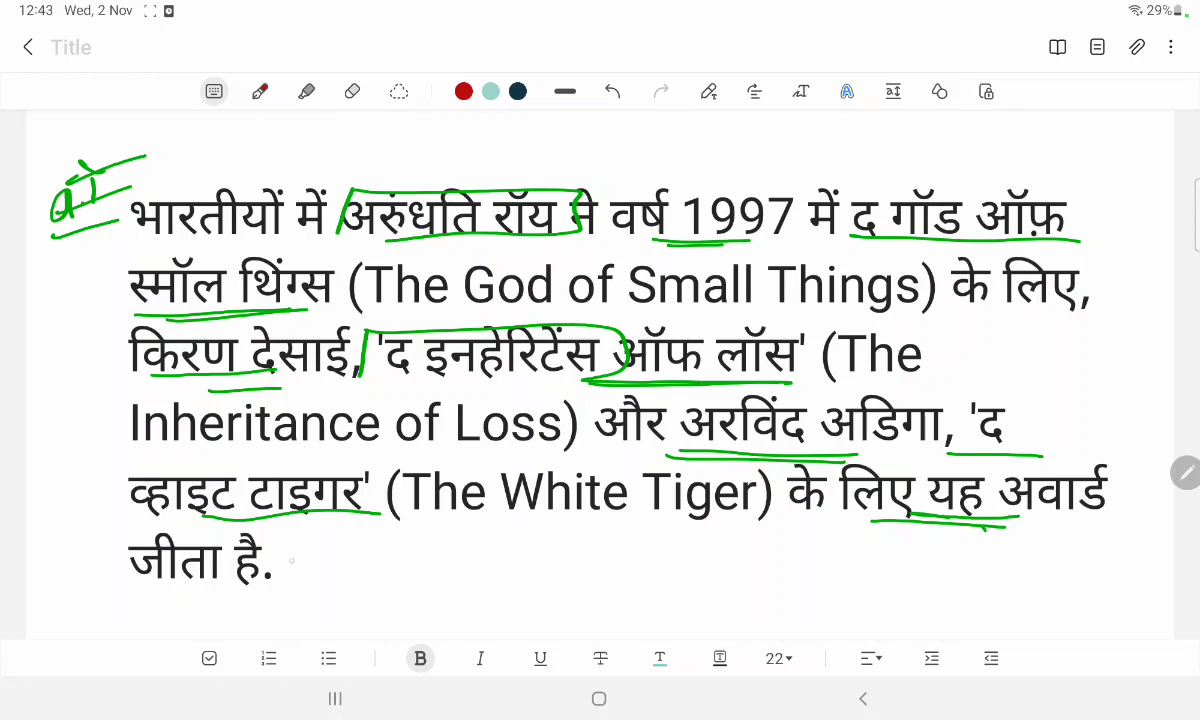 12:43 Wed, 2 Nov 29%
Title
भारतीयों में अरुंधति रॉय ने वर्ष 1997 में द गॉड ऑफ़
स्मॉल थिंग्स (The God of Small Things) के लिए,
किरण देसाई, 'द इनहेरिटेंस ऑफ लॉस' (The
Inheritance of Loss) और अरविंद अडिगा, 'द
व्हाइट टाइगर' (The White Tiger) के लिए यह अवार्ड
जीता है.
B I U T T 22